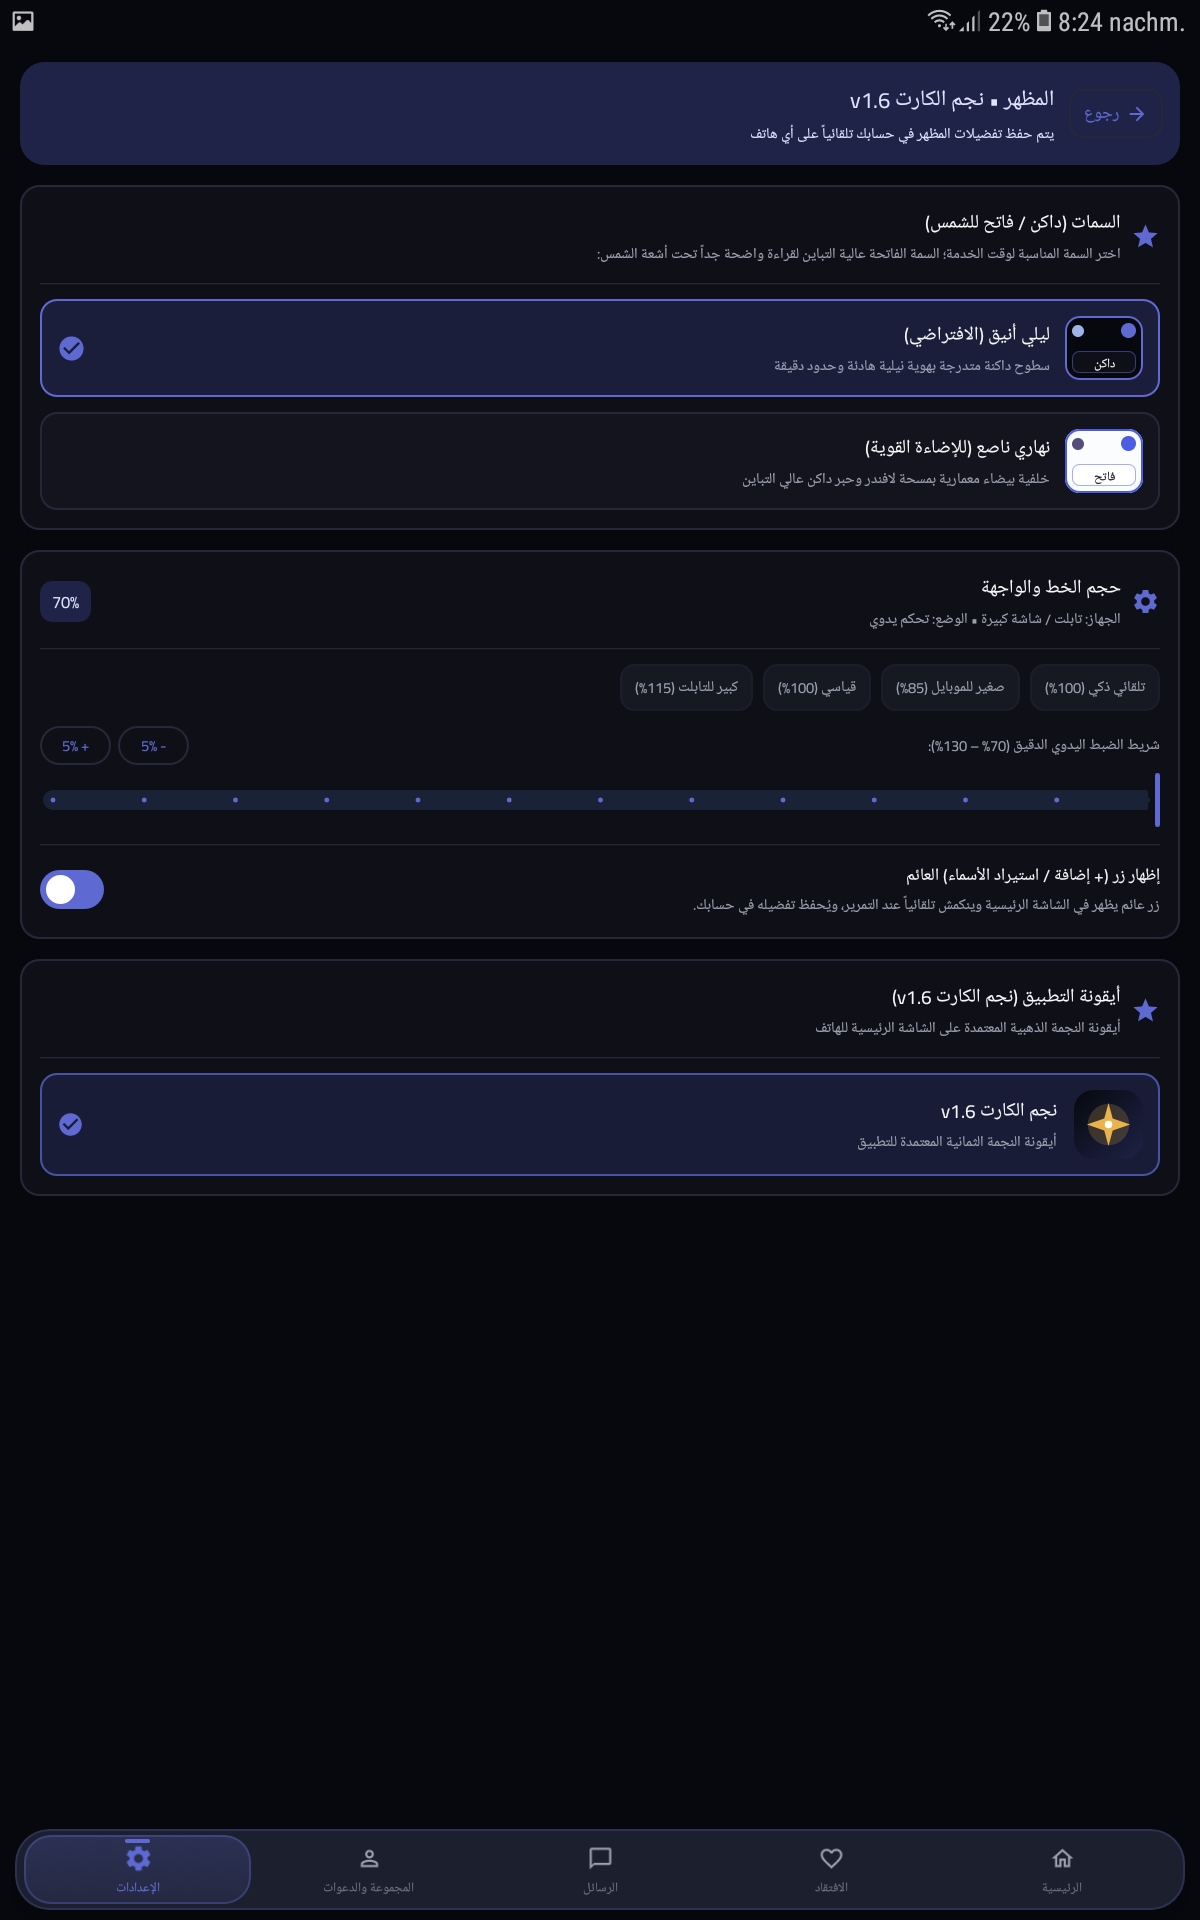 22% 8:24 nachm.
رجوع
المظهر ▪ نجم الكارت v1.6
يتم حفظ تفضيلات المظهر في حسابك تلقائياً على أي هاتف
السمات (داكن / فاتح للشمس)
اختر السمة المناسبة لوقت الخدمة؛ السمة الفاتحة عالية التباين لقراءة واضحة جداً تحت أشعة الشمس:
داكن
ليلي أنيق (الافتراضي)
سطوح داكنة متدرجة بهوية نيلية هادئة وحدود دقيقة
فاتح
نهاري ناصع (للإضاءة القوية)
خلفية بيضاء معمارية بمسحة لافندر وحبر داكن عالي التباين
حجم الخط والواجهة
الجهاز: تابلت / شاشة كبيرة ▪ الوضع: تحكم يدوي
70%
تلقائي ذكي (100%) صغير للموبايل (85%) قياسي (100%) كبير للتابلت (115%)
شريط الضبط اليدوي الدقيق (70% – 130%):
- 5% + 5%
إظهار زر (+ إضافة / استيراد الأسماء) العائم
زر عائم يظهر في الشاشة الرئيسية وينكمش تلقائياً عند التمرير، ويُحفظ تفضيله في حسابك.
أيقونة التطبيق (نجم الكارت v1.6)
أيقونة النجمة الذهبية المعتمدة على الشاشة الرئيسية للهاتف
نجم الكارت v1.6
أيقونة النجمة الثمانية المعتمدة للتطبيق
الرئيسية الافتقاد الرسائل المجموعة والدعوات الإعدادات